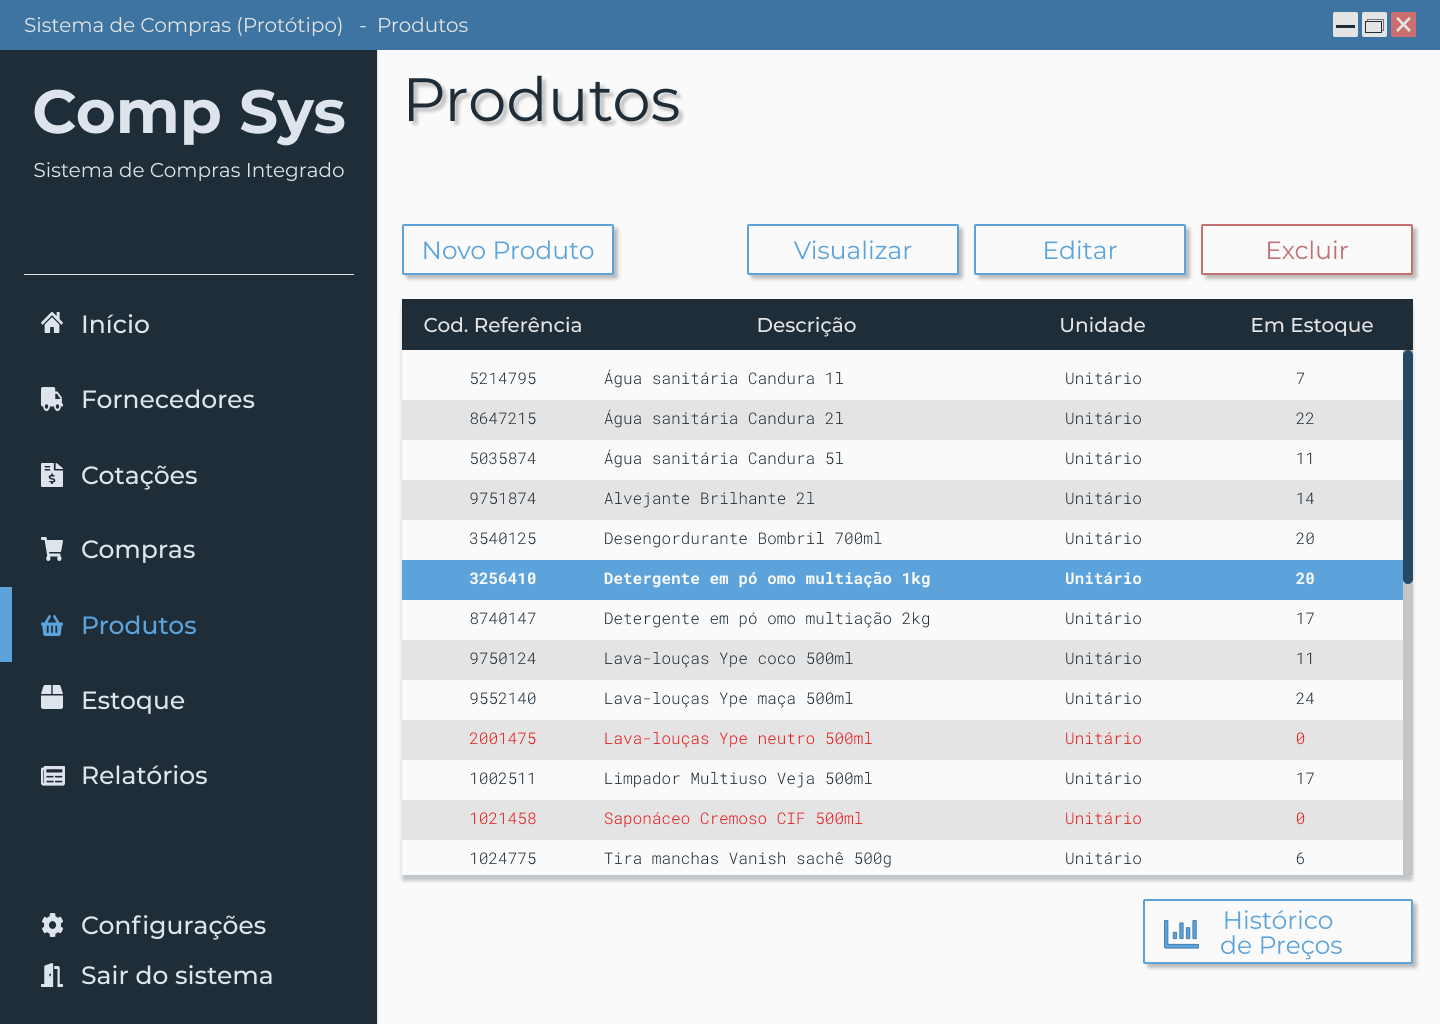 Sistema de Compras (Protótipo) - Produtos
Comp Sys
Sistema de Compras Integrado
Início
Fornecedores
Cotações
Compras
Produtos
Estoque
Relatórios
Configurações
Sair do sistema
Produtos
Novo Produto Visualizar Editar Excluir
Cod. Referência Descrição Unidade Em Estoque
5214795 Água sanitária Candura 1l Unitário 7
8647215 Água sanitária Candura 2l Unitário 22
5035874 Água sanitária Candura 5l Unitário 11
9751874 Alvejante Brilhante 2l Unitário 14
3540125 Desengordurante Bombril 700ml Unitário 20
3256410 Detergente em pó omo multiação 1kg Unitário 20
8740147 Detergente em pó omo multiação 2kg Unitário 17
9750124 Lava-louças Ype coco 500ml Unitário 11
9552140 Lava-louças Ype maça 500ml Unitário 24
2001475 Lava-louças Ype neutro 500ml Unitário 0
1002511 Limpador Multiuso Veja 500ml Unitário 17
1021458 Saponáceo Cremoso CIF 500ml Unitário 0
1024775 Tira manchas Vanish sachê 500g Unitário 6
Histórico
de Preços